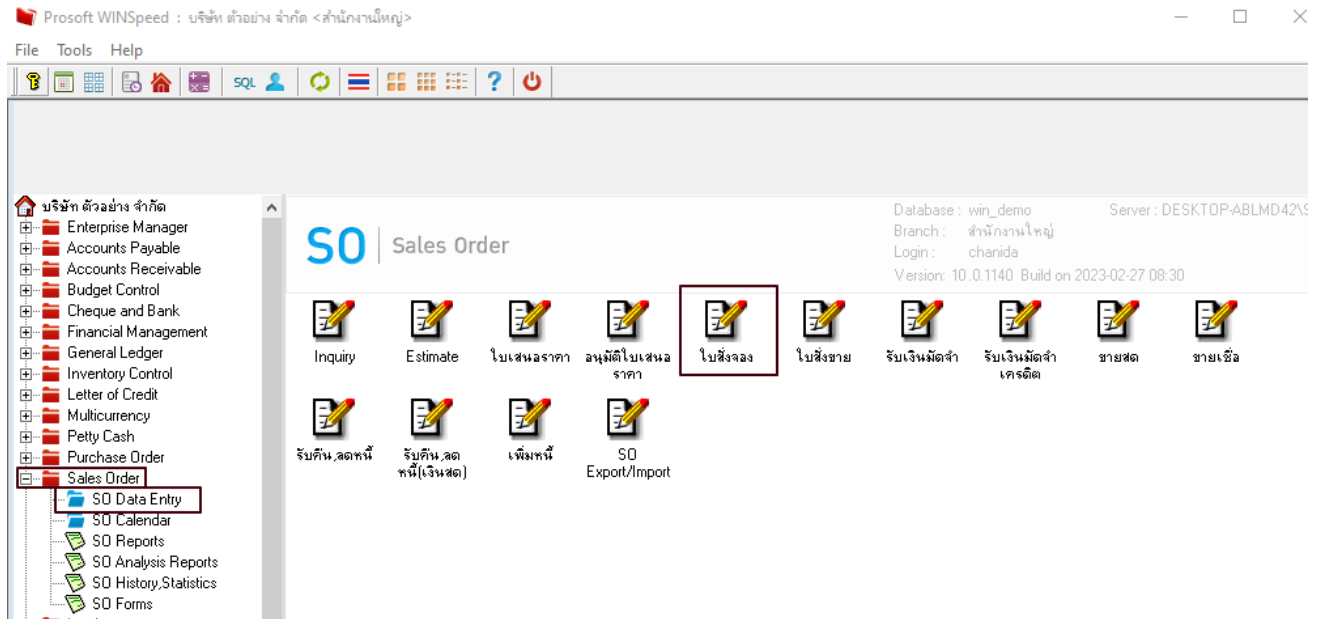 Prosoft WINSpeed : บริษัท ตัวอย่าง จำกัด <สำนักงานใหญ่>
File Tools Help
SQL
บริษัท ตัวอย่าง จำกัด
Enterprise Manager
Accounts Payable
Accounts Receivable
Budget Control
Cheque and Bank
Financial Management
General Ledger
Inventory Control
Letter of Credit
Multicurrency
Petty Cash
Purchase Order
Sales Order
SO Data Entry
SO Calendar
SO Reports
SO Analysis Reports
SO History,Statistics
SO Forms
SO Sales Order
Database : win_demo Server : DESKTOP-ABLMD42\S
Branch : สำนักงานใหญ่
Login : chanida
Version: 10.0.1140 Build on 2023-02-27 08:30
Inquiry
Estimate
ใบเสนอราคา
อนุมัติใบเสนอ
ราคา
ใบสั่งจอง
ใบสั่งขาย
รับเงินมัดจำ
รับเงินมัดจำ
เครดิต
ขายสด
ขายเชื่อ
รับคืน,ลดหนี้
รับคืน,ลด
หนี้(เงินสด)
เพิ่มหนี้
SO
Export/Import